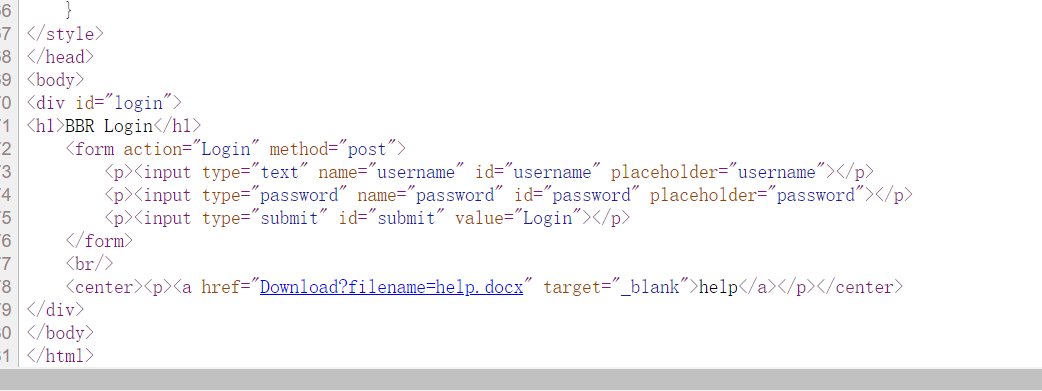 6     }
7 </style>
8 </head>
9 <body>
0 <div id="login">
1 <h1>BBR Login</h1>
2     <form action="Login" method="post">
3         <p><input type="text" name="username" id="username" placeholder="username"></p>
4         <p><input type="password" name="password" id="password" placeholder="password"></p>
5         <p><input type="submit" id="submit" value="Login"></p>
6     </form>
7     <br/>
8     <center><p><a href="Download?filename=help.docx" target="_blank">help</a></p></center>
9 </div>
0 </body>
1 </html>